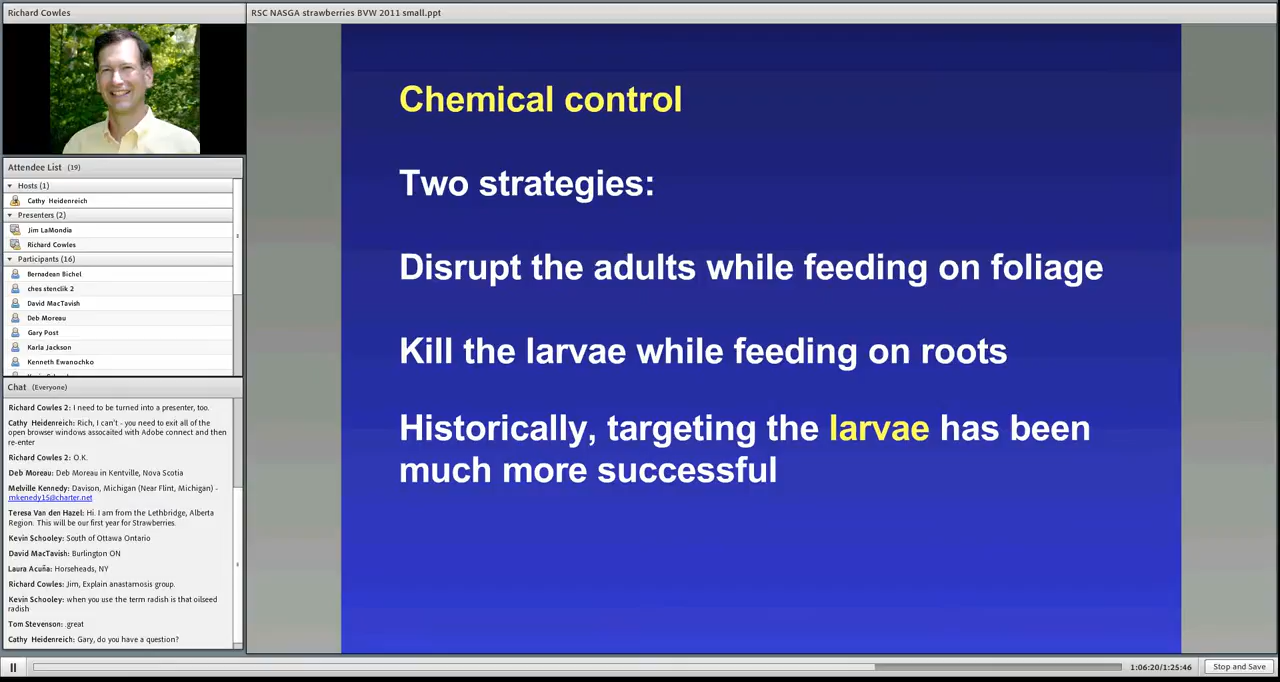 Richard Cowles
RSC NASGA strawberries BVW 2011 small.ppt
Attendee List (19)
Hosts (1)
Cathy Heidenreich
Presenters (2)
Jim LaMondia
Richard Cowles
Participants (16)
Bernadean Bichel
ches stenclik 2
David MacTavish
Deb Moreau
Gary Post
Karla Jackson
Kenneth Ewanochko
Chat (Everyone)
Richard Cowles 2: I need to be turned into a presenter, too.
Cathy Heidenreich: Rich, I can't - you need to exit all of the
open browser windows assocaited with Adobe connect and then
re-enter
Richard Cowles 2: O.K.
Deb Moreau: Deb Moreau in Kentville, Nova Scotia
Melville Kennedy: Davison, Michigan (Near Flint, Michigan) -
mkenedy15@charter.net
Teresa Van den Hazel: Hi. I am from the Lethbridge, Alberta
Region. This will be our first year for Strawberries.
Kevin Schooley: South of Ottawa Ontario
David MacTavish: Burlington ON
Laura Acuña: Horseheads, NY
Richard Cowles: Jim, Explain anastamosis group.
Kevin Schooley: when you use the term radish is that oilseed
radish
Tom Stevenson: .great
Cathy Heidenreich: Gary, do you have a question?
Chemical control
Two strategies:
Disrupt the adults while feeding on foliage
Kill the larvae while feeding on roots
Historically, targeting the larvae has been
much more successful
1:06:20/1:25:46
Stop and Save